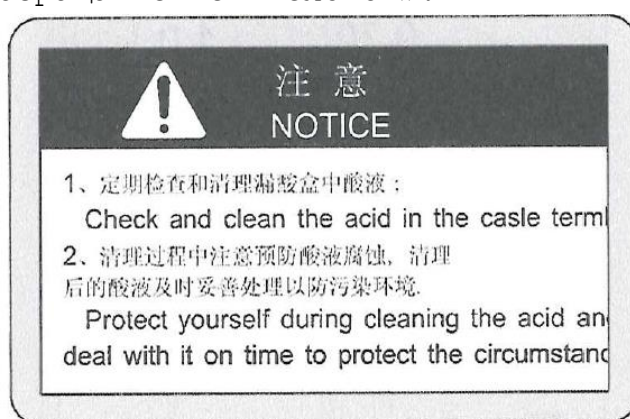 注 意
NOTICE
1、定期检查和清理漏酸盒中酸液：
Check and clean the acid in the casle
2、清理过程中注意预防酸液腐蚀, 清理
后的酸液及时妥善处理以防污染环境.
Protect yourself during cleaning the acid
deal with it on time to protect the